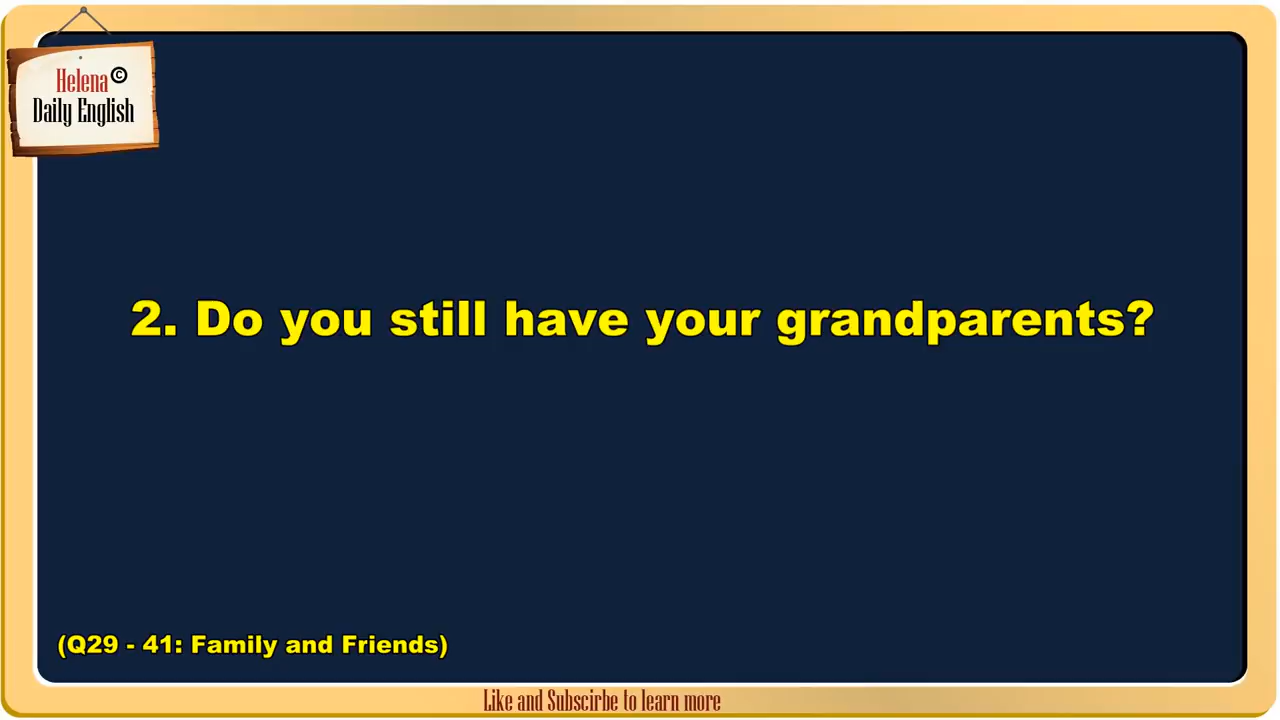 Helena©
Daily English
2. Do you still have your grandparents?
(Q29 - 41: Family and Friends)
Like and Subscirbe to learn more